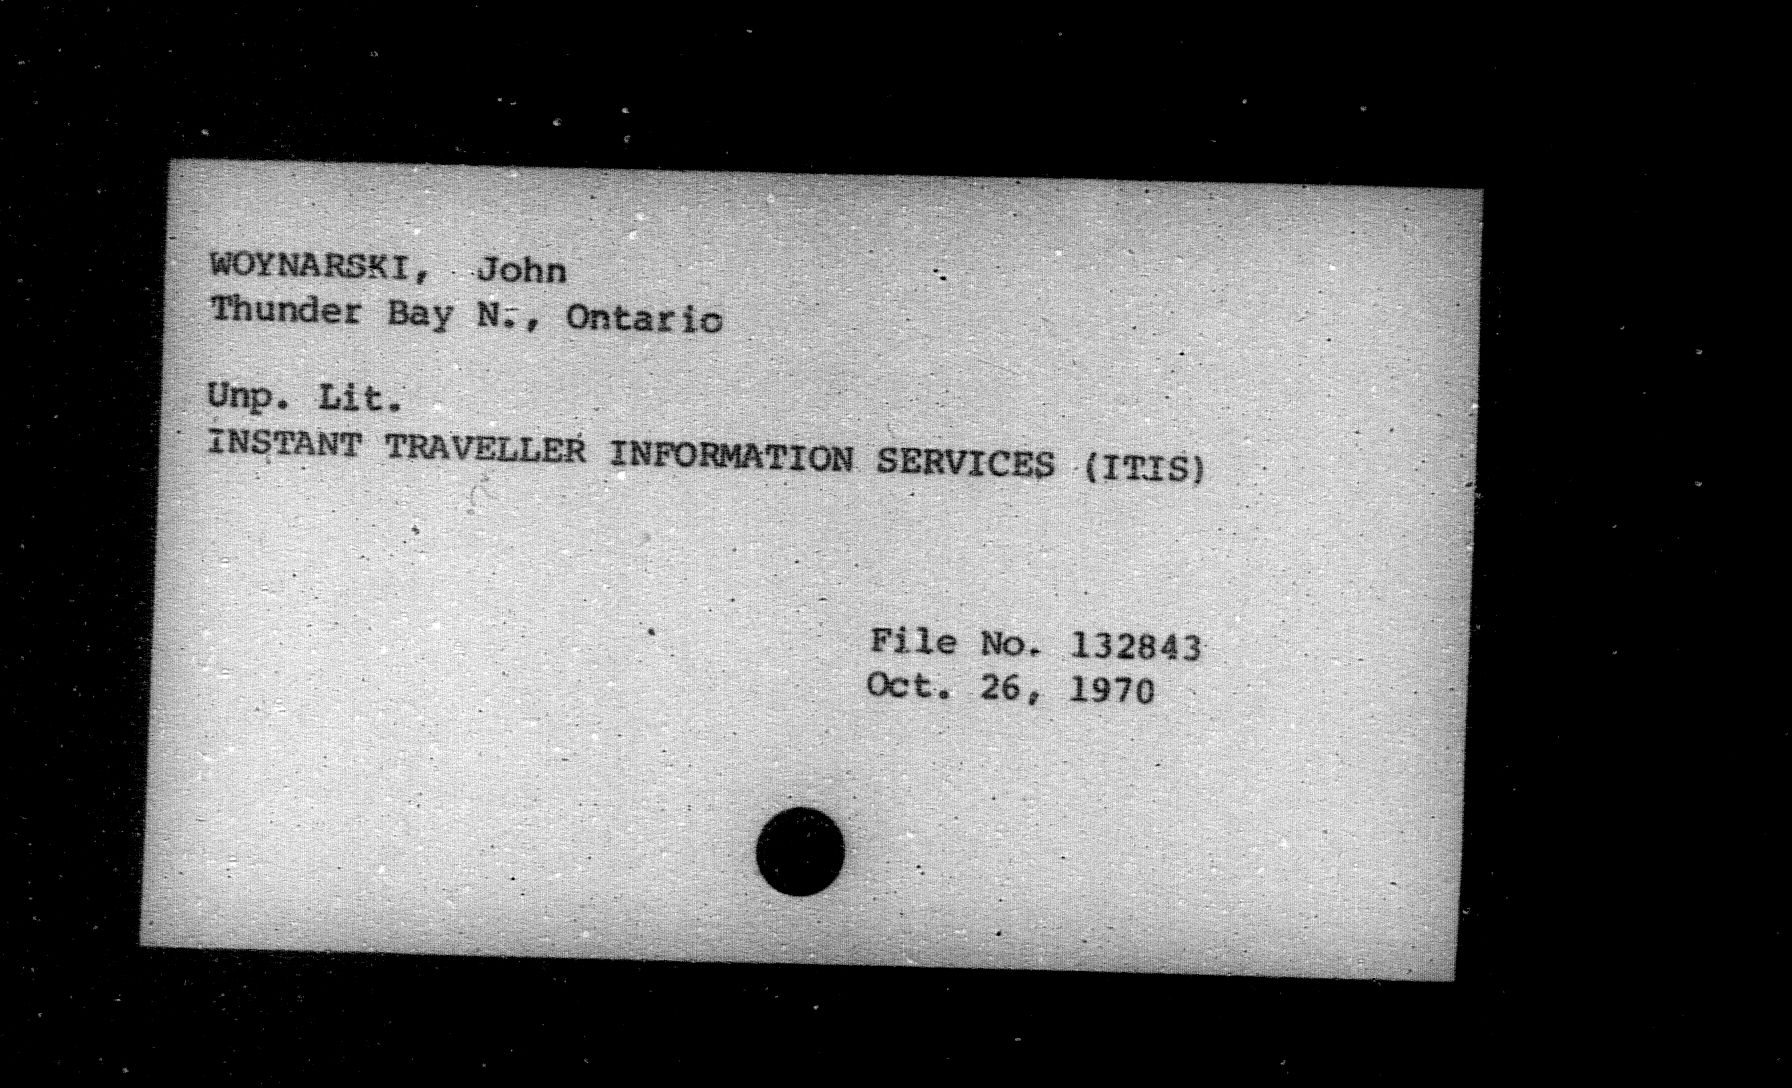 WOYNARSKI, John
Thunder Bay N., Ontario
Unp. Lit.
INSTANT TRAVELLER INFORMATION SERVICES (ITIS)
File No. 132843
Oct. 26, 1970